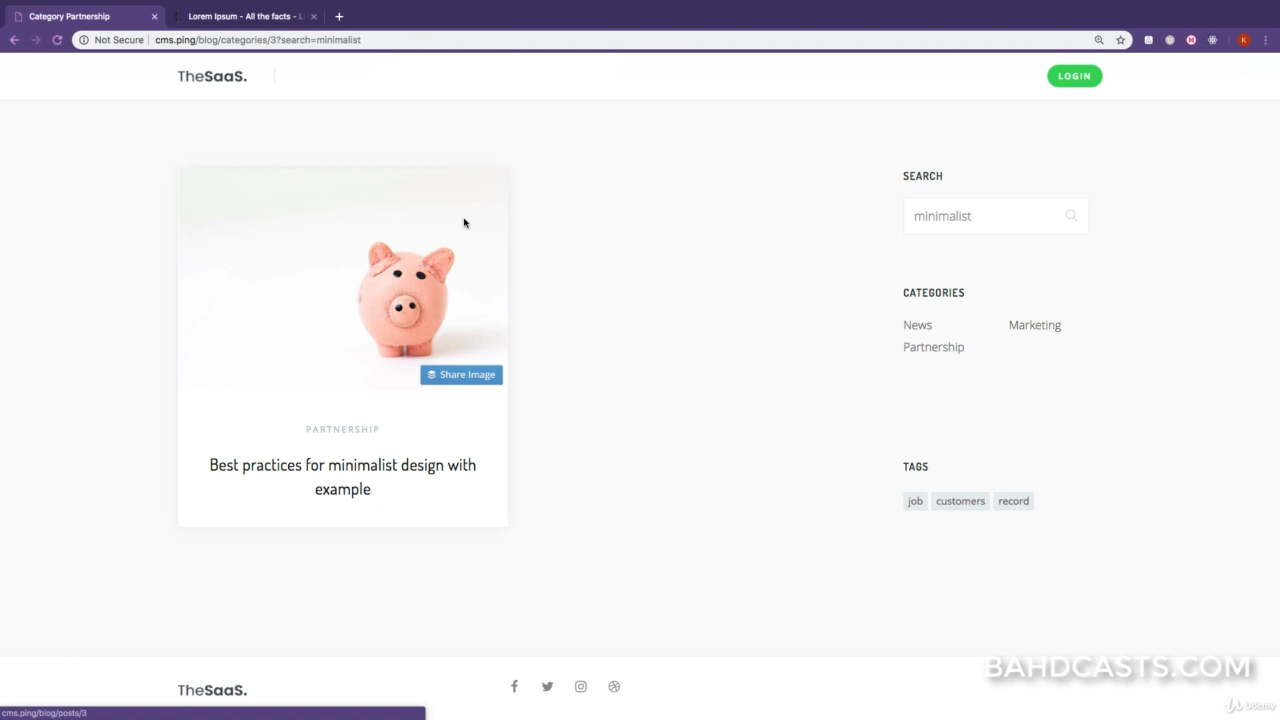 Category Partnership
Lorem Ipsum - All the facts - L
Not Secure
cms.ping/blog/categories/3?search=minimalist
TheSaaS.
LOGIN
SEARCH
minimalist
CATEGORIES
News
Marketing
Partnership
Share Image
PARTNERSHIP
Best practices for minimalist design with
example
TAGS
job customers record
BAHDCASTS.COM
TheSaaS.
Udemy
cms.ping/blog/posts/3